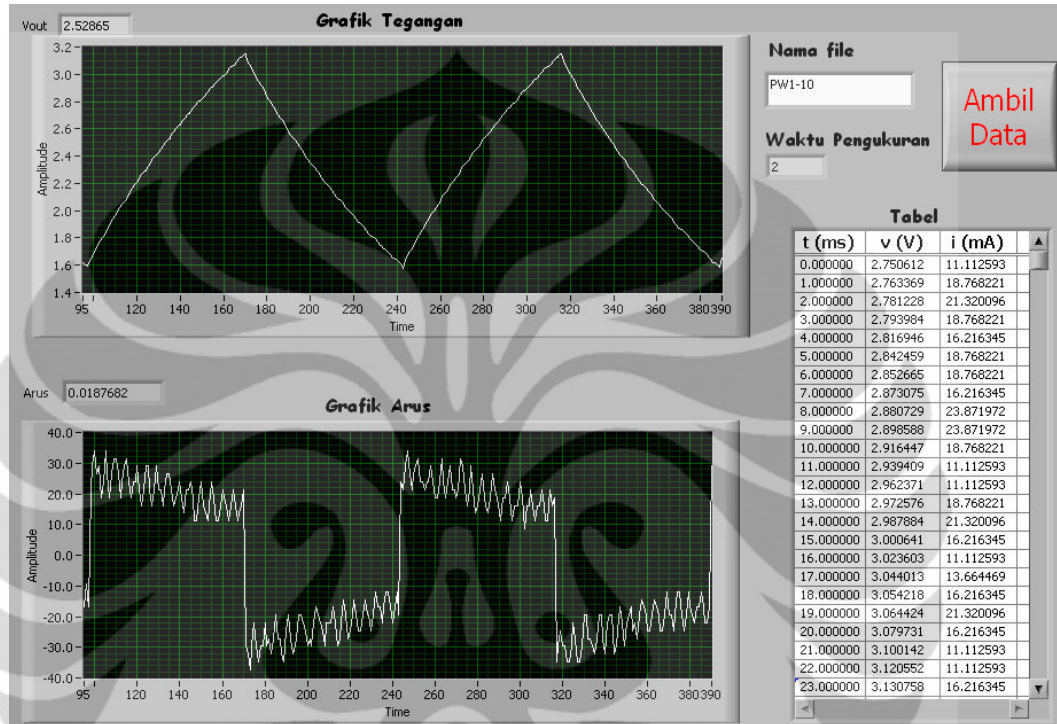 Vout 2.52865
Grafik Tegangan
3.2
3.0
2.8
2.6
2.4
2.2
2.0
1.8
1.6
1.4
Amplitude
95 120 140 160 180 200 220 240 260 280 300 320 340 360 380 390
Time
Nama file
PW1-10
Ambil
Data
Waktu Pengukuran
2
Arus 0.0187682
Grafik Arus
40.0
30.0
20.0
10.0
0.0
-10.0
-20.0
-30.0
-40.0
Amplitude
95 120 140 160 180 200 220 240 260 280 300 320 340 360 380 390
Time
Tabel
t (ms) v (V) i (mA)
0.000000 2.750612 11.112593
1.000000 2.763369 18.768221
2.000000 2.781228 21.320096
3.000000 2.793984 18.768221
4.000000 2.816946 16.216345
5.000000 2.842459 18.768221
6.000000 2.852665 18.768221
7.000000 2.873075 16.216345
8.000000 2.880729 23.871972
9.000000 2.898588 23.871972
10.000000 2.916447 18.768221
11.000000 2.939409 11.112593
12.000000 2.962371 11.112593
13.000000 2.972576 18.768221
14.000000 2.987884 21.320096
15.000000 3.000641 16.216345
16.000000 3.023603 11.112593
17.000000 3.044013 13.664469
18.000000 3.054218 16.216345
19.000000 3.064424 21.320096
20.000000 3.079731 16.216345
21.000000 3.100142 11.112593
22.000000 3.120552 11.112593
23.000000 3.130758 16.216345